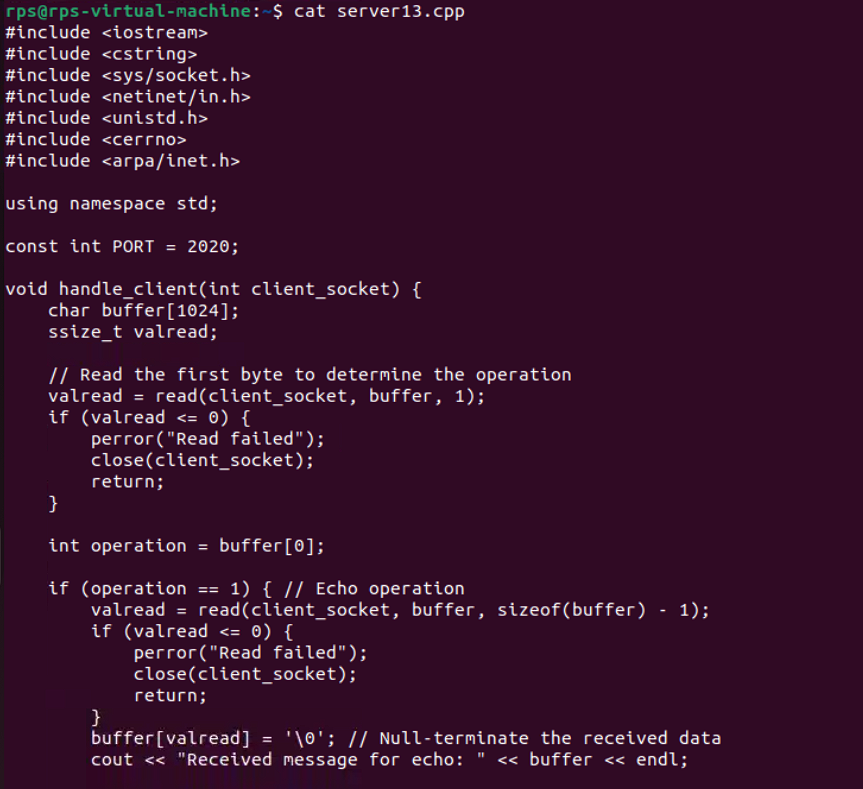 rps@rps-virtual-machine:~$ cat server13.cpp
#include <iostream>
#include <cstring>
#include <sys/socket.h>
#include <netinet/in.h>
#include <unistd.h>
#include <cerrno>
#include <arpa/inet.h>

using namespace std;

const int PORT = 2020;

void handle_client(int client_socket) {
    char buffer[1024];
    ssize_t valread;

    // Read the first byte to determine the operation
    valread = read(client_socket, buffer, 1);
    if (valread <= 0) {
        perror("Read failed");
        close(client_socket);
        return;
    }

    int operation = buffer[0];

    if (operation == 1) { // Echo operation
        valread = read(client_socket, buffer, sizeof(buffer) - 1);
        if (valread <= 0) {
            perror("Read failed");
            close(client_socket);
            return;
        }
        buffer[valread] = '\0'; // Null-terminate the received data
        cout << "Received message for echo: " << buffer << endl;